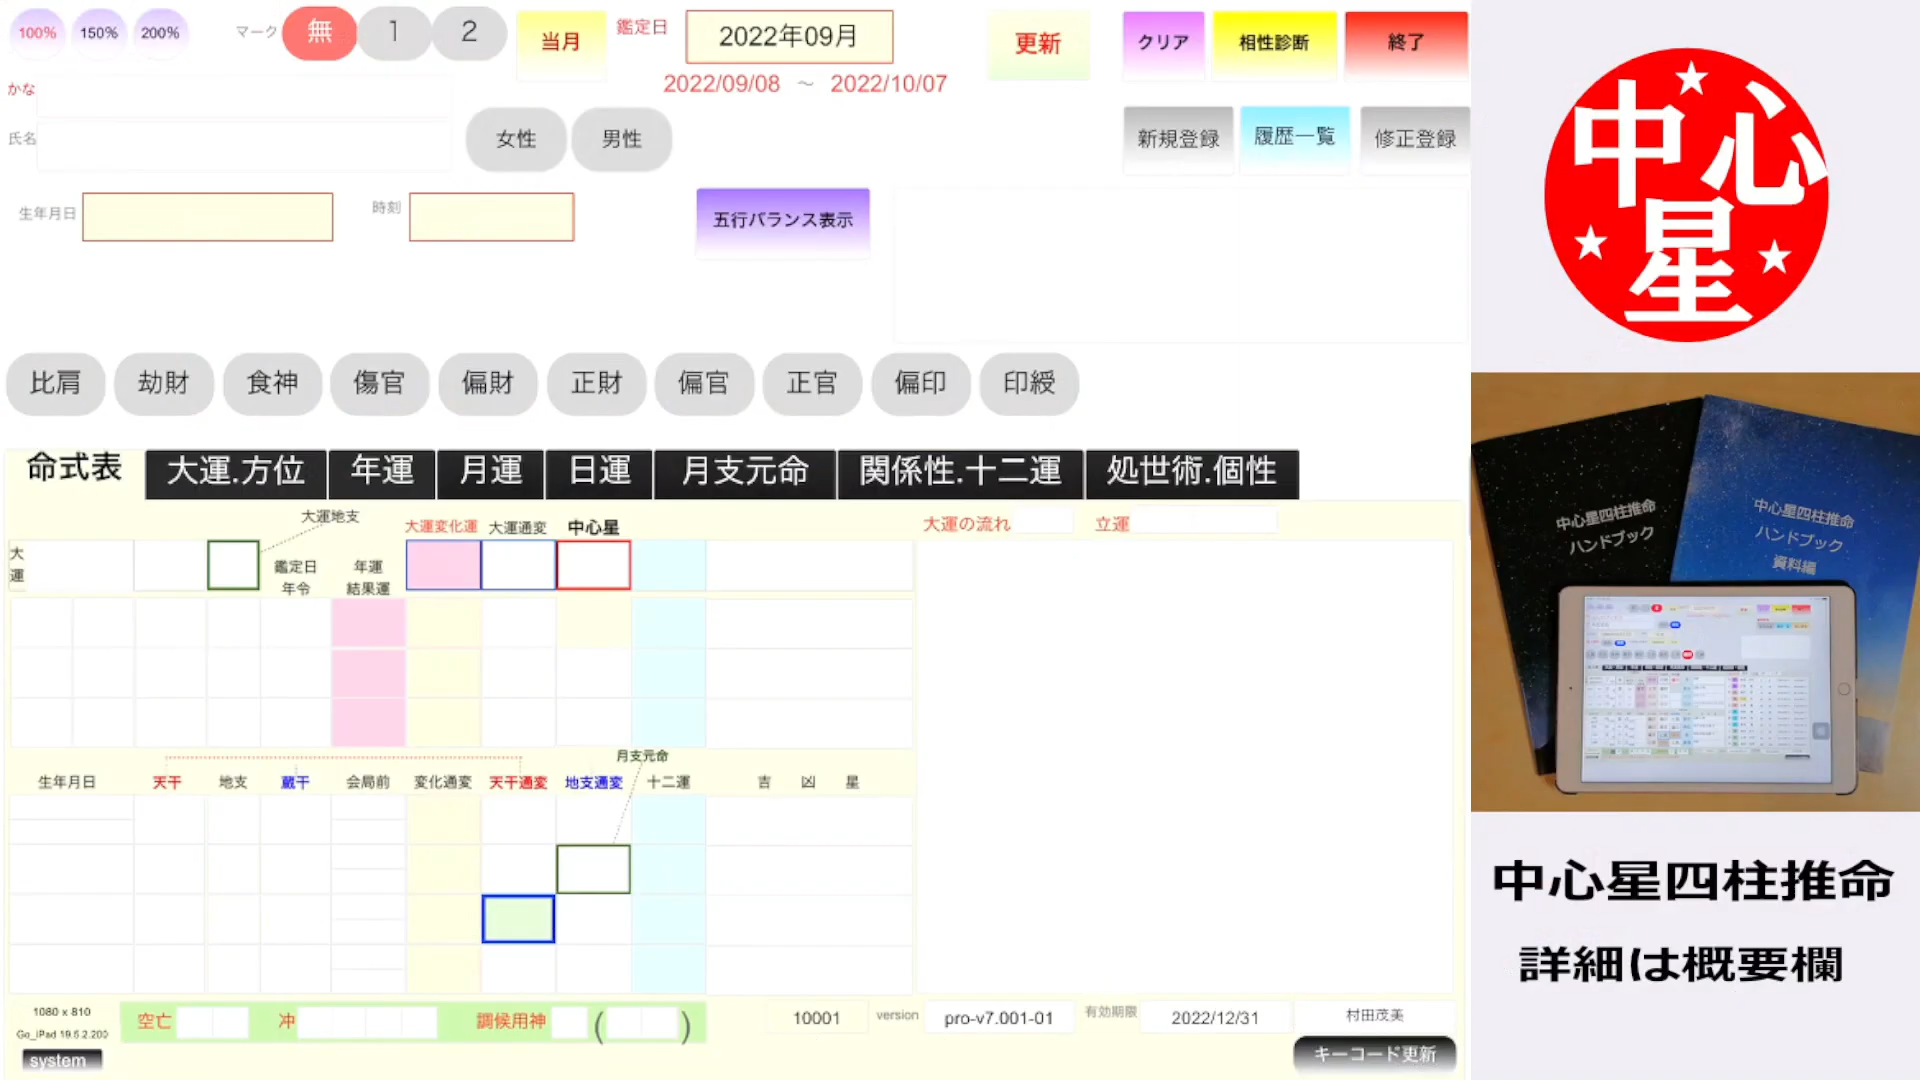 100% 150% 200% マーク 無 1 2 当月 鑑定日 2022年09月 更新 クリア 相性診断 終了
2022/09/08 ～ 2022/10/07
かな
氏名 女性 男性 新規登録 履歴一覧 修正登録
生年月日 時刻 五行バランス表示
比肩 劫財 食神 傷官 偏財 正財 偏官 正官 偏印 印綬
命式表 大運.方位 年運 月運 日運 月支元命 関係性.十二運 処世術.個性
大運地支 大運変化運 大運通変 中心星 大運の流れ 立運
大運 鑑定日年令 年運結果運
月支元命
生年月日 天干 地支 蔵干 会局前 変化通変 天干通変 地支通変 十二運 吉 凶 星
1080 x 810 空亡 冲 調候用神 ( ) 10001 version pro-v7.001-01 有効期限 2022/12/31 村田茂美
Go_iPad 19.5.2.200
system キーコード更新
中心星
中心星四柱推命
ハンドブック
中心星四柱推命
ハンドブック
資料編
中心星四柱推命
詳細は概要欄